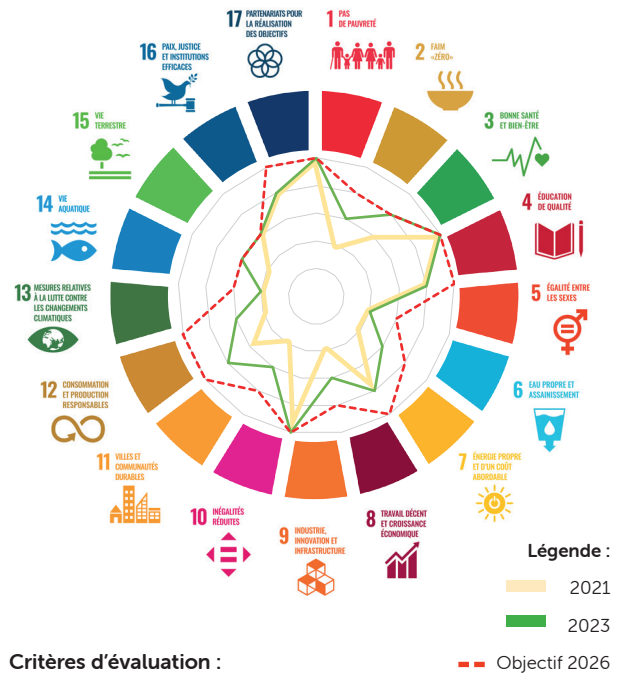 17 PARTENARIATS POUR
LA RÉALISATION
DES OBJECTIFS
1 PAS
DE PAUVRETÉ
16 PAIX, JUSTICE
ET INSTITUTIONS
EFFICACES
2 FAIM
«ZÉRO»
15 VIE
TERRESTRE
3 BONNE SANTÉ
ET BIEN-ÊTRE
14 VIE
AQUATIQUE
4 ÉDUCATION
DE QUALITÉ
13 MESURES RELATIVES
À LA LUTTE CONTRE
LES CHANGEMENTS
CLIMATIQUES
5 ÉGALITÉ ENTRE
LES SEXES
12 CONSOMMATION
ET PRODUCTION
RESPONSABLES
6 EAU PROPRE ET
ASSAINISSEMENT
11 VILLES ET
COMMUNAUTÉS
DURABLES
7 ÉNERGIE PROPRE
ET D'UN COÛT
ABORDABLE
10 INÉGALITÉS
RÉDUITES
8 TRAVAIL DÉCENT
ET CROISSANCE
ÉCONOMIQUE
9 INDUSTRIE,
INNOVATION ET
INFRASTRUCTURE
Légende :
2021
2023
Objectif 2026
Critères d'évaluation :